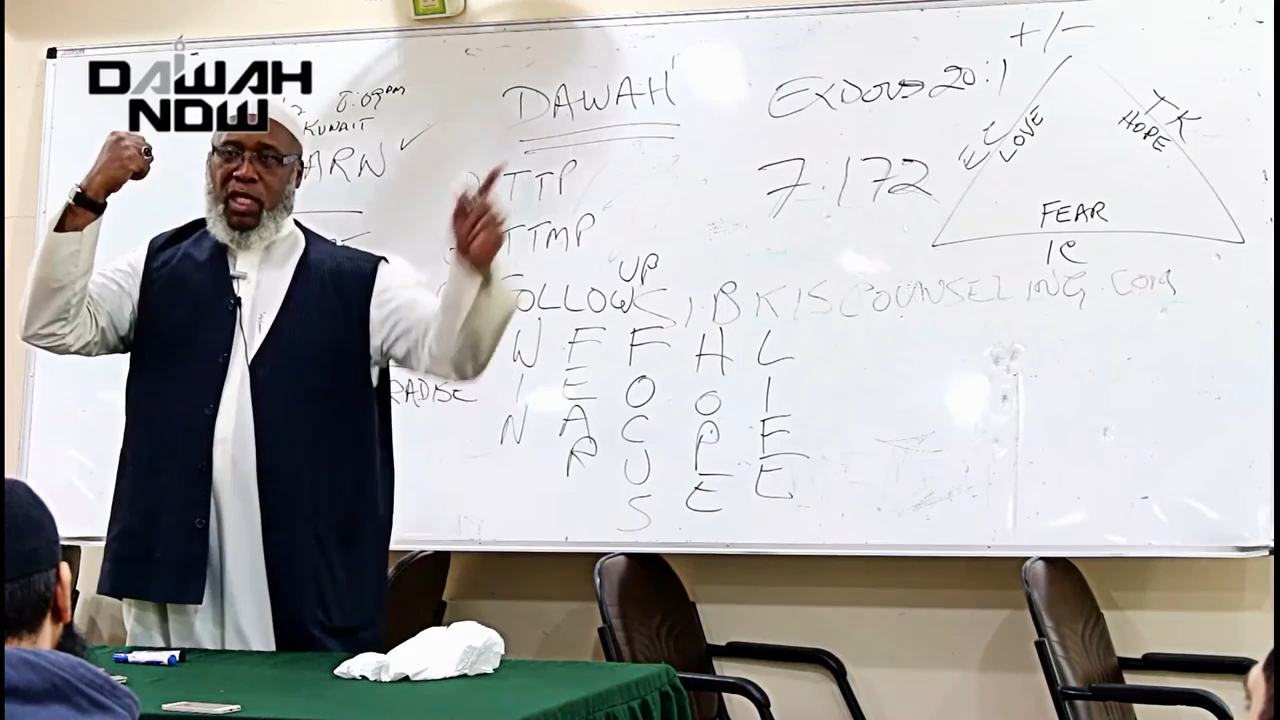 DAWAH
NOW
8:09pm
KUWAIT
ARN ✓
RADISE
DAWAH
TTP
TTMP
UP
OLLOW
S,BKISCOUNSELING.COM
W F F H L
I E O O I
N A C P F
R U E E
S
EXODUS 20:1
7:172
+/-
LOVE
TK
HOPE
FEAR